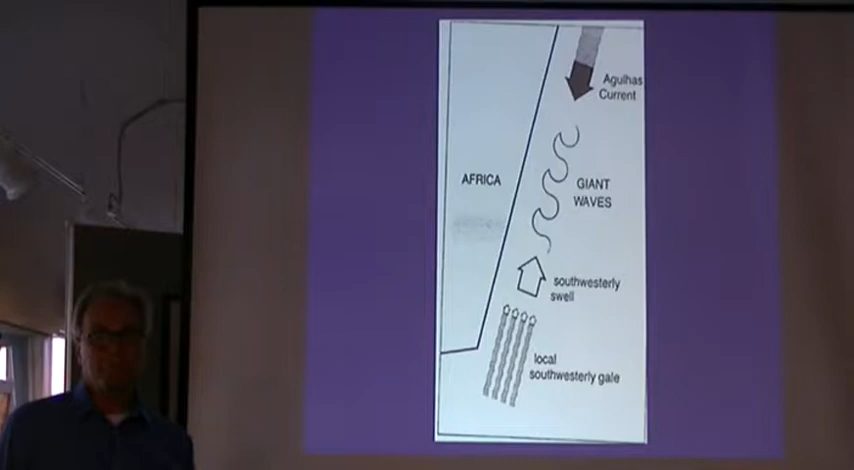 Agulhas
Current
AFRICA
GIANT
WAVES
southwesterly
swell
local
southwesterly gale